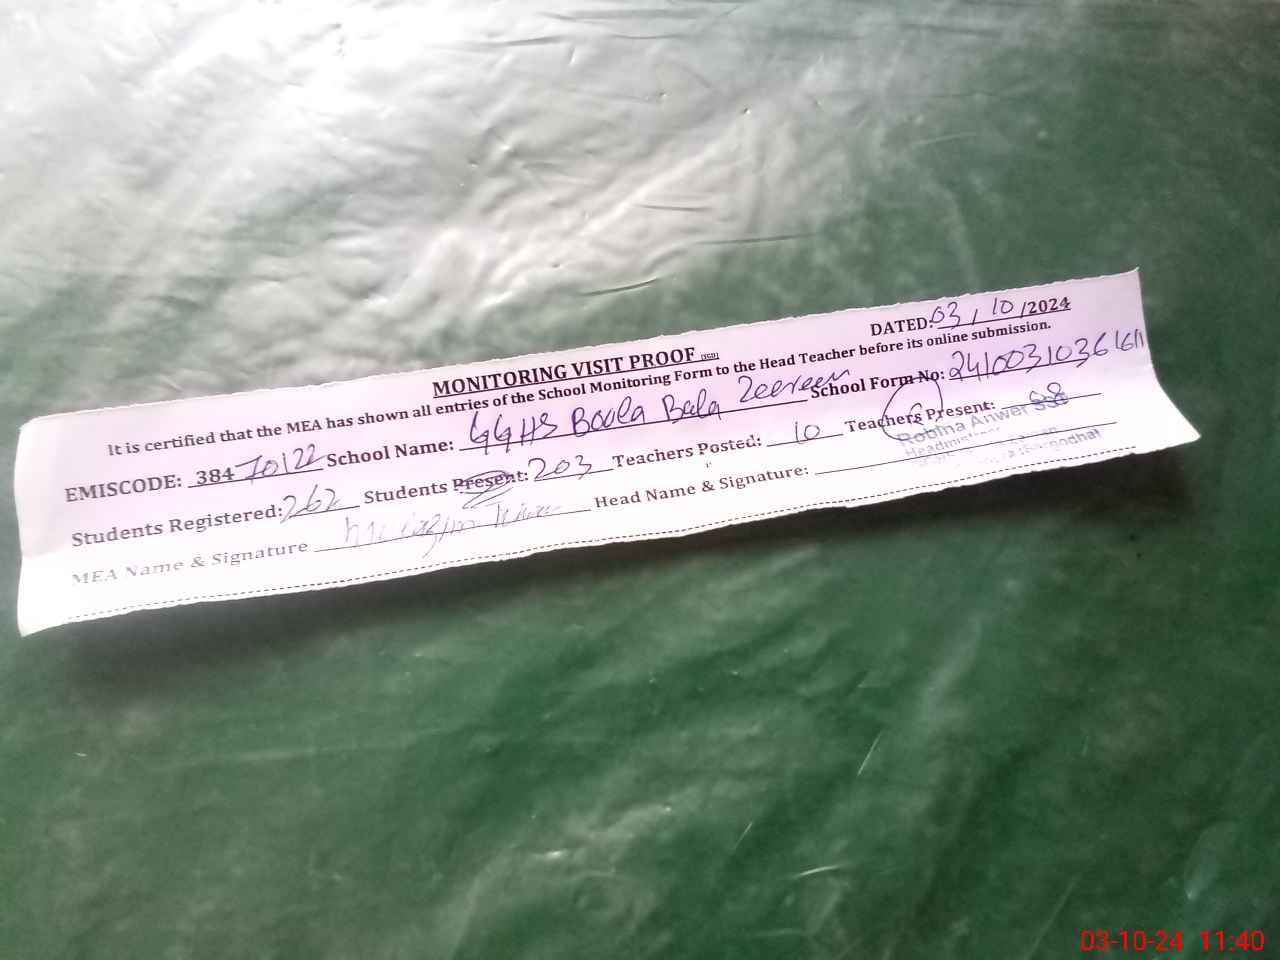 DATED: 03/10/2024
MONITORING VISIT PROOF
It is certified that the MEA has shown all entries of the School Monitoring Form to the Head Teacher before its online submission.
EMISCODE: 38470122 School Name: GGHS Boola Bala Zeereen School Form No:
Students Registered: 262 Students Present: 203 Teachers Posted: 10 Teachers Present:
MEA Name & Signature Head Name & Signature:
Robina Anwer SSS
03-10-24 11:40